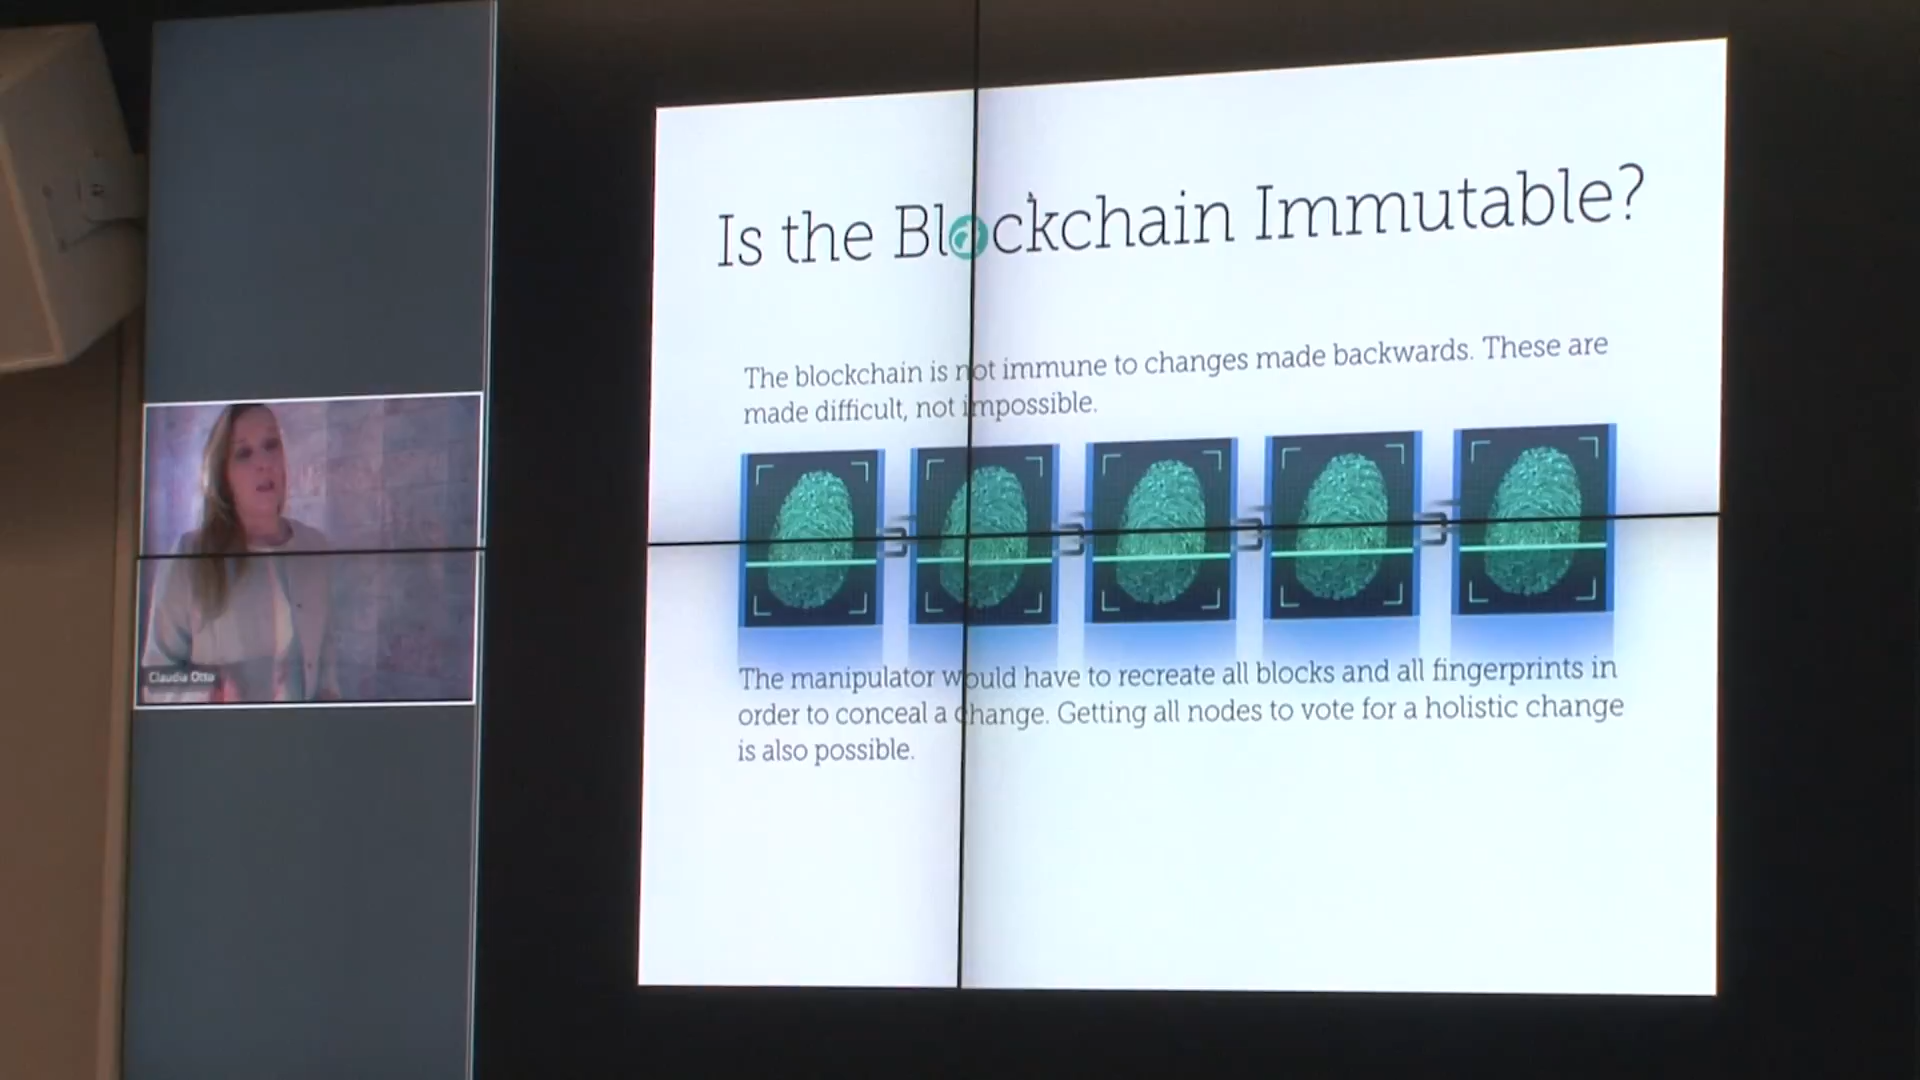 Is the Blockchain Immutable?
The blockchain is not immune to changes made backwards. These are
made difficult, not impossible.
The manipulator would have to recreate all blocks and all fingerprints in
order to conceal a change. Getting all nodes to vote for a holistic change
is also possible.
Claudia Otto